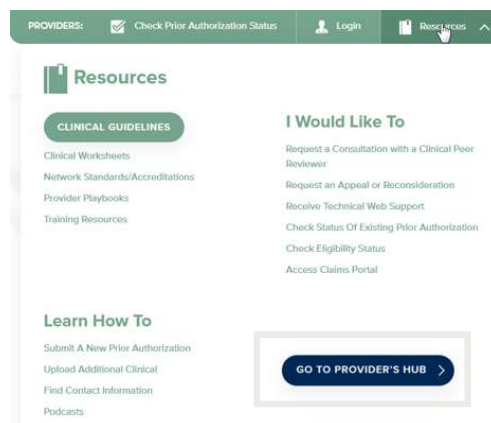 PROVIDERS: Check Prior Authorization Status Login Resources
Resources
CLINICAL GUIDELINES
Clinical Worksheets
Network Standards/Accreditations
Provider Playbooks
Training Resources
I Would Like To
Request a Consultation with a Clinical Peer
Reviewer
Request an Appeal or Reconsideration
Receive Technical Web Support
Check Status Of Existing Prior Authorization
Check Eligibility Status
Access Claims Portal
Learn How To
Submit A New Prior Authorization
Upload Additional Clinical
Find Contact Information
Podcasts
GO TO PROVIDER'S HUB